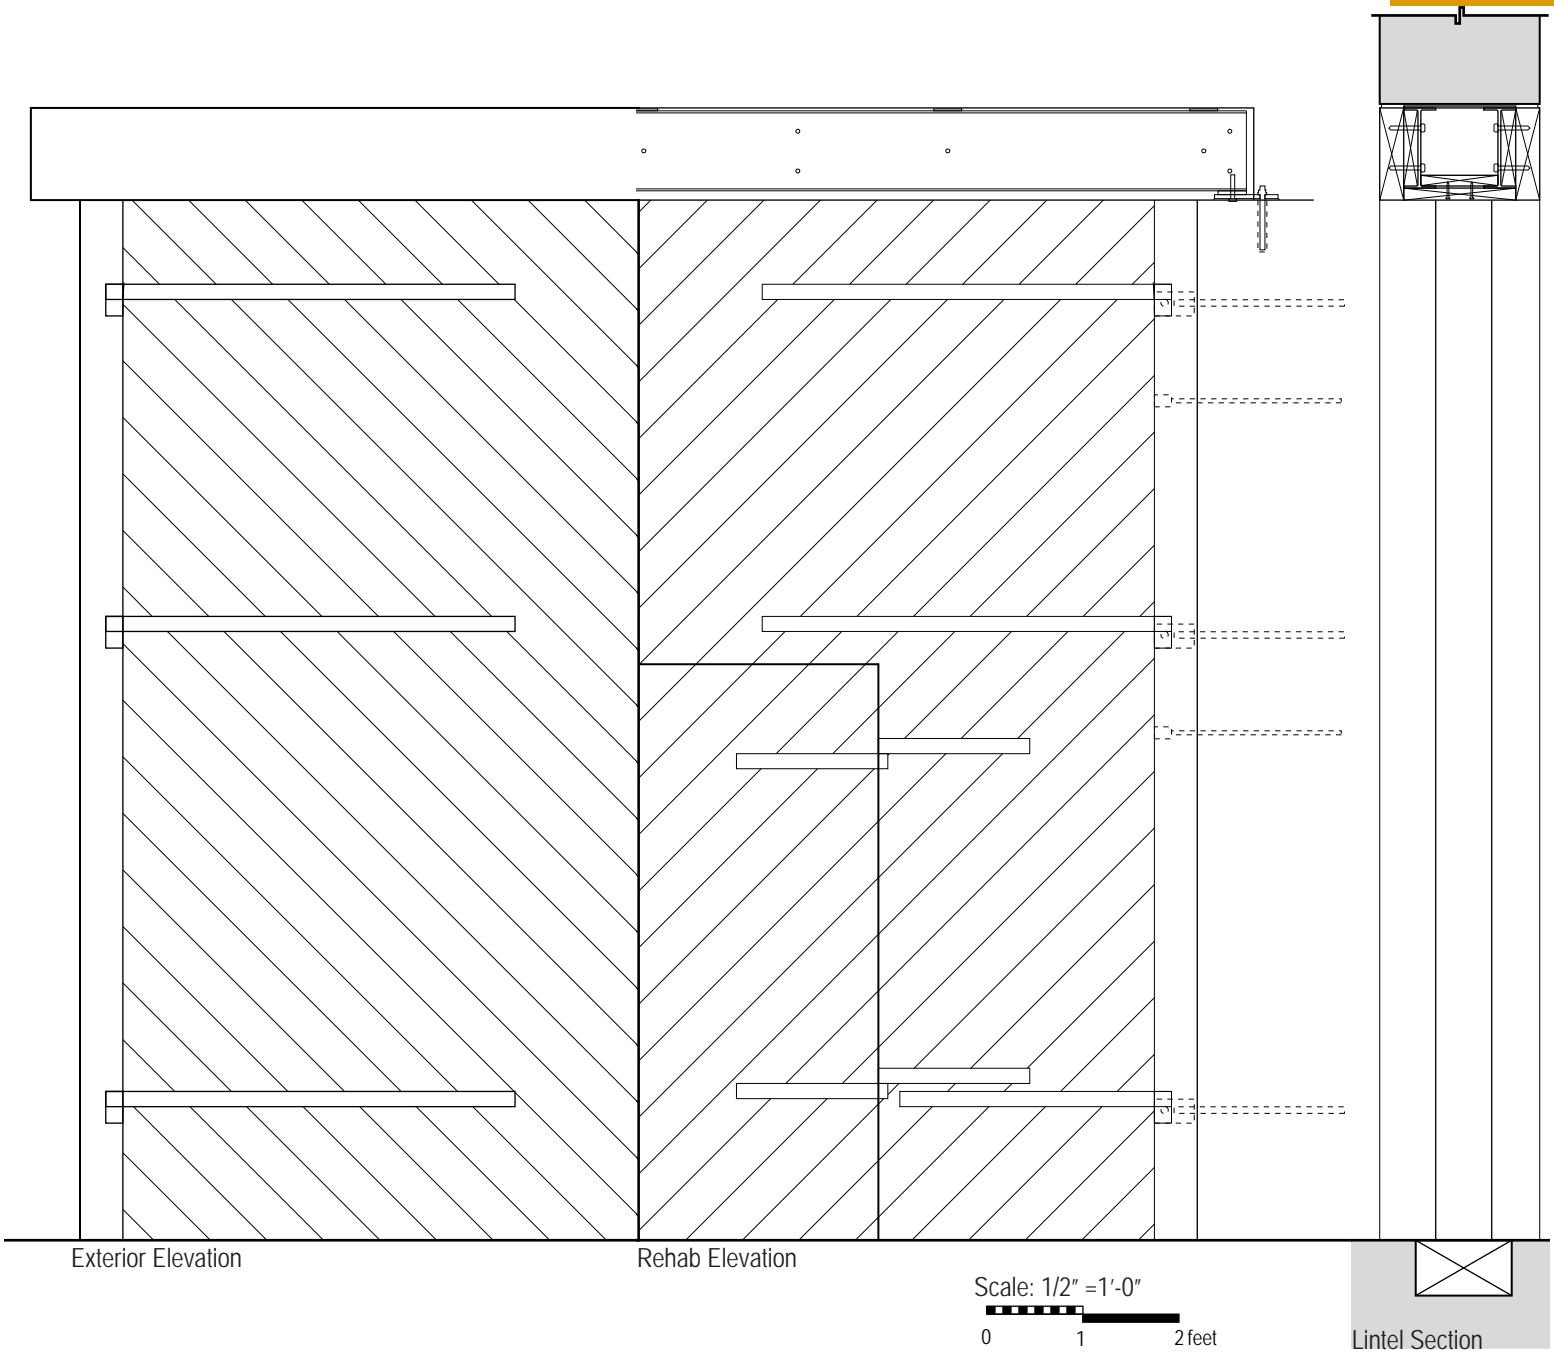 Exterior Elevation
Rehab Elevation
Scale: 1/2" =1'-0"
0 1 2 feet
Lintel Section